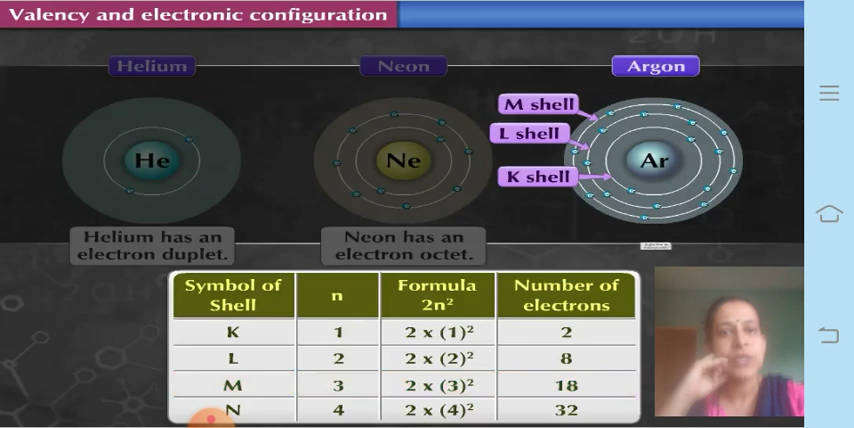 Valency and electronic configuration
Helium
Neon
Argon
M shell
L shell
K shell
He
Ne
Ar
Helium has an
electron duplet.
Neon has an
electron octet.
Symbol of Shell n Formula 2n² Number of electrons
K 1 2 x (1)² 2
L 2 2 x (2)² 8
M 3 2 x (3)² 18
N 4 2 x (4)² 32